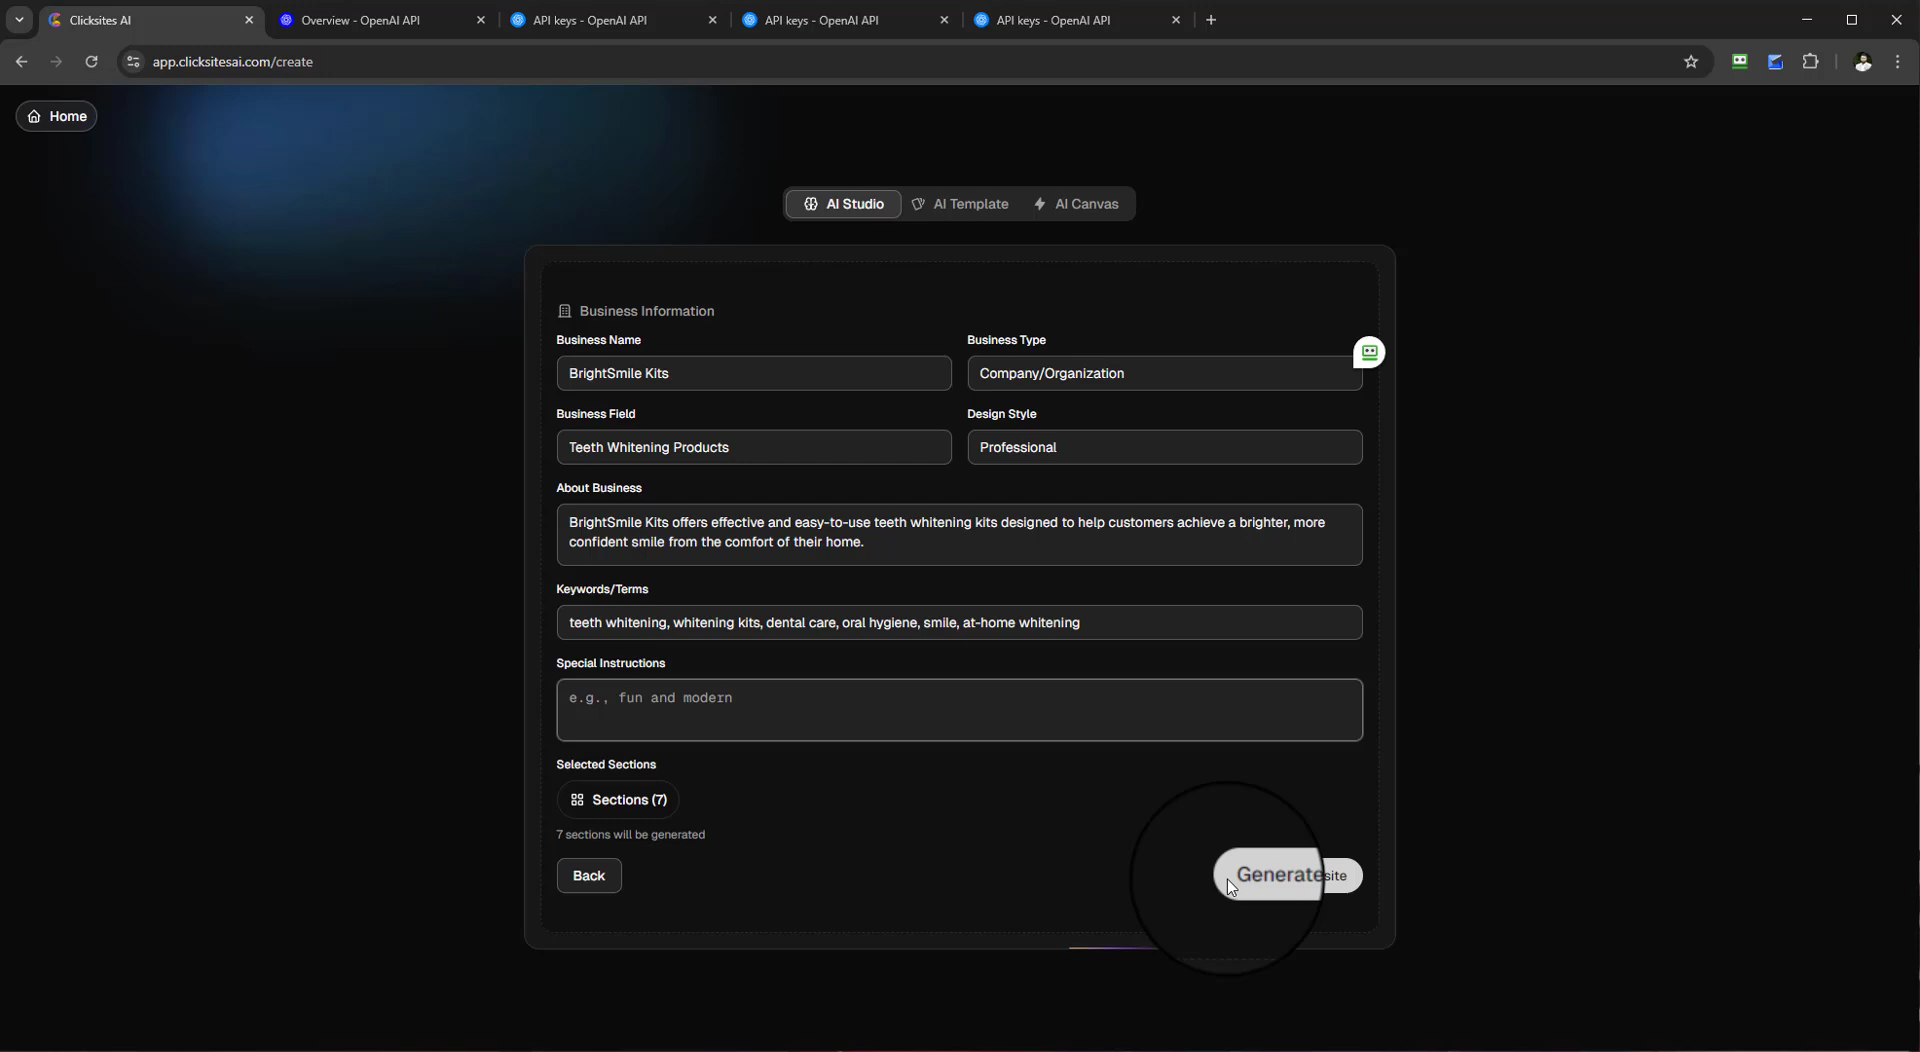 Clicksites AI
Overview - OpenAI API
API keys - OpenAI API
API keys - OpenAI API
API keys - OpenAI API
app.clicksitesai.com/create
Home
AI Studio
AI Template
AI Canvas
Business Information
Business Name
Business Type
BrightSmile Kits
Company/Organization
Business Field
Design Style
Teeth Whitening Products
Professional
About Business
BrightSmile Kits offers effective and easy-to-use teeth whitening kits designed to help customers achieve a brighter, more
confident smile from the comfort of their home.
Keywords/Terms
teeth whitening, whitening kits, dental care, oral hygiene, smile, at-home whitening
Special Instructions
e.g., fun and modern
Selected Sections
Sections (7)
7 sections will be generated
Back
Generate site